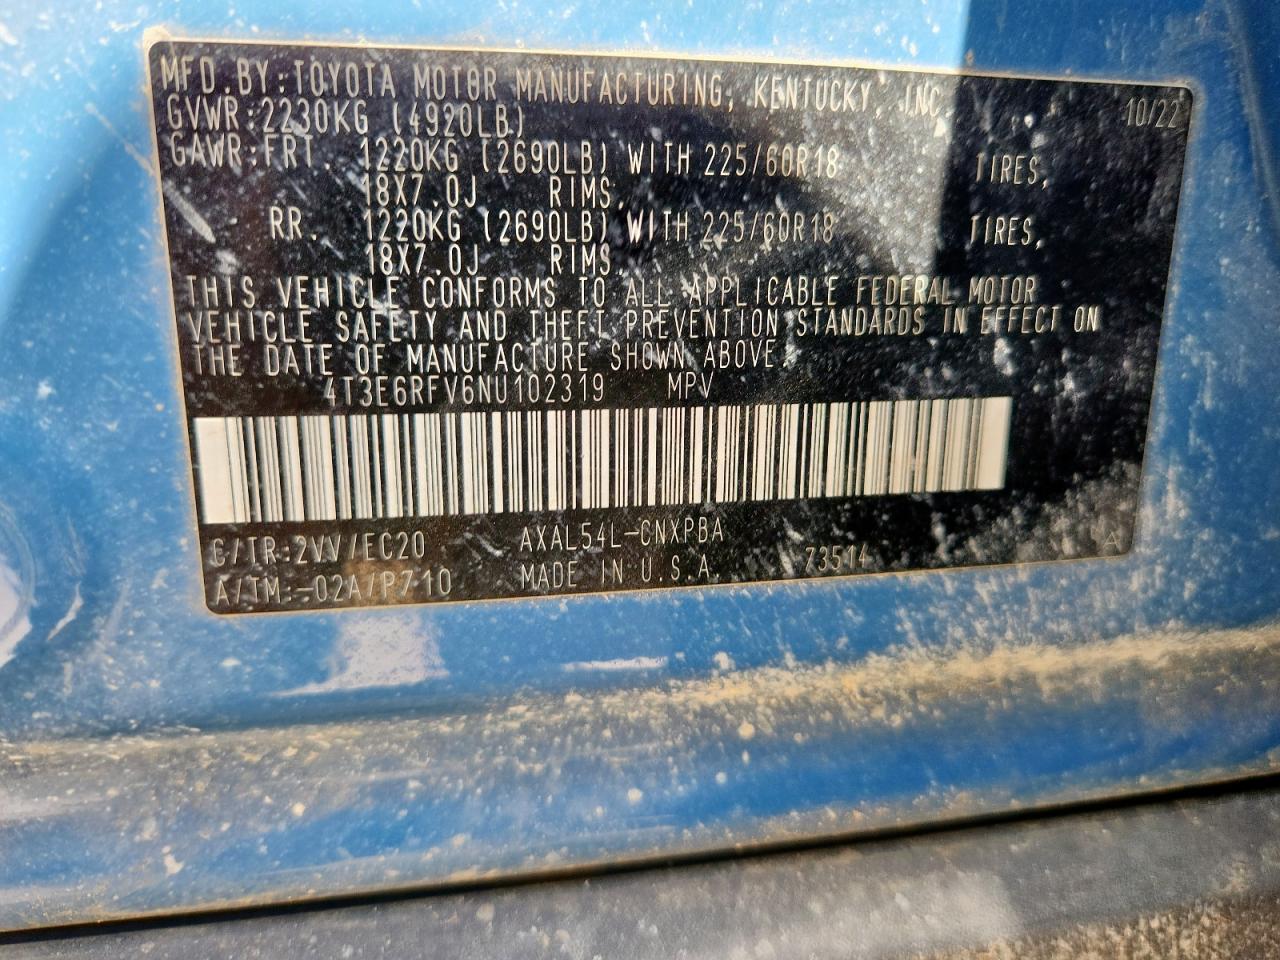 MFD.BY:TOYOTA MOTOR MANUFACTURING, KENTUCKY, INC. 10/22
GVWR:2230KG (4920LB)
GAWR:FRT. 1220KG (2690LB) WITH 225/60R18 TIRES,
18X7.0J RIMS,
RR. 1220KG (2690LB) WITH 225/60R18 TIRES,
18X7.0J RIMS.
THIS VEHICLE CONFORMS TO ALL APPLICABLE FEDERAL MOTOR
VEHICLE SAFETY AND THEFT PREVENTION STANDARDS IN EFFECT ON
THE DATE OF MANUFACTURE SHOWN ABOVE.
4T3E6RFV6NU102319 MPV
C/TR:2VV/EC20 AXAL54L-CNXPBA
A/TM:-02A/P710 MADE IN U.S.A. 73514 A